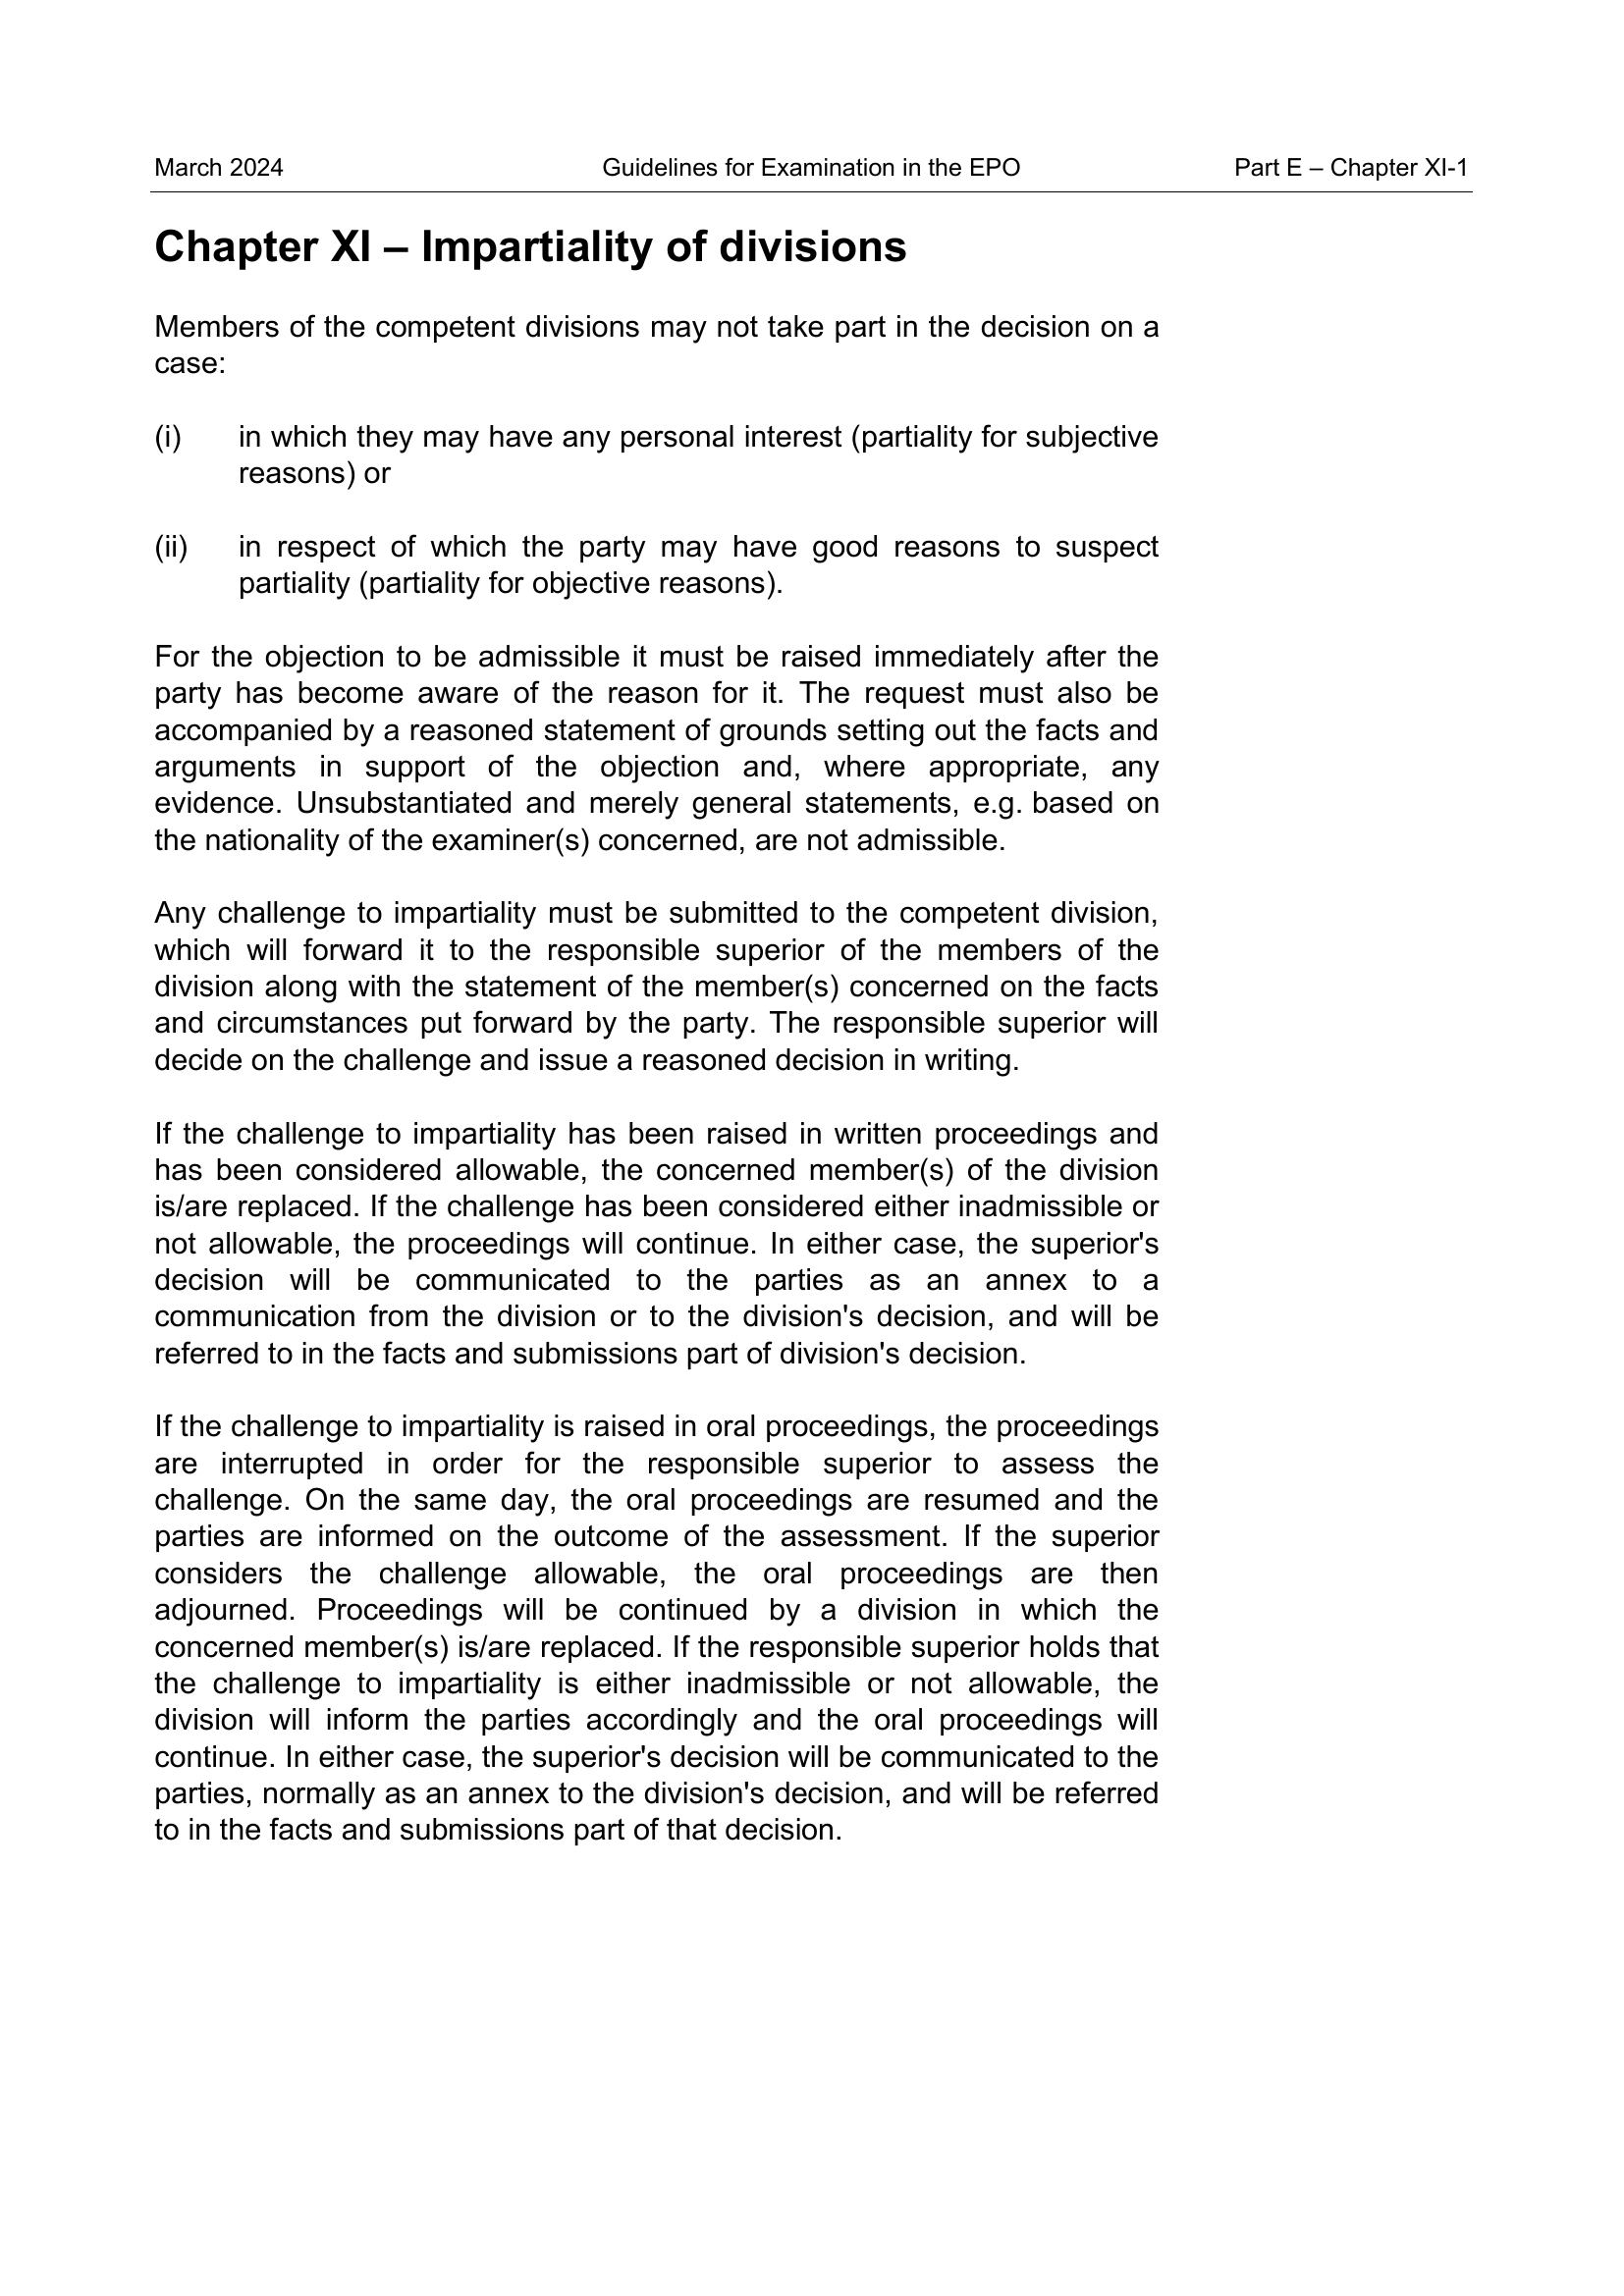 March 2024 Guidelines for Examination in the EPO Part E – Chapter XI-1
Chapter XI – Impartiality of divisions
Members of the competent divisions may not take part in the decision on a
case:
(i) in which they may have any personal interest (partiality for subjective
reasons) or
(ii) in respect of which the party may have good reasons to suspect
partiality (partiality for objective reasons).
For the objection to be admissible it must be raised immediately after the
party has become aware of the reason for it. The request must also be
accompanied by a reasoned statement of grounds setting out the facts and
arguments in support of the objection and, where appropriate, any
evidence. Unsubstantiated and merely general statements, e.g. based on
the nationality of the examiner(s) concerned, are not admissible.
Any challenge to impartiality must be submitted to the competent division,
which will forward it to the responsible superior of the members of the
division along with the statement of the member(s) concerned on the facts
and circumstances put forward by the party. The responsible superior will
decide on the challenge and issue a reasoned decision in writing.
If the challenge to impartiality has been raised in written proceedings and
has been considered allowable, the concerned member(s) of the division
is/are replaced. If the challenge has been considered either inadmissible or
not allowable, the proceedings will continue. In either case, the superior's
decision will be communicated to the parties as an annex to a
communication from the division or to the division's decision, and will be
referred to in the facts and submissions part of division's decision.
If the challenge to impartiality is raised in oral proceedings, the proceedings
are interrupted in order for the responsible superior to assess the
challenge. On the same day, the oral proceedings are resumed and the
parties are informed on the outcome of the assessment. If the superior
considers the challenge allowable, the oral proceedings are then
adjourned. Proceedings will be continued by a division in which the
concerned member(s) is/are replaced. If the responsible superior holds that
the challenge to impartiality is either inadmissible or not allowable, the
division will inform the parties accordingly and the oral proceedings will
continue. In either case, the superior's decision will be communicated to the
parties, normally as an annex to the division's decision, and will be referred
to in the facts and submissions part of that decision.